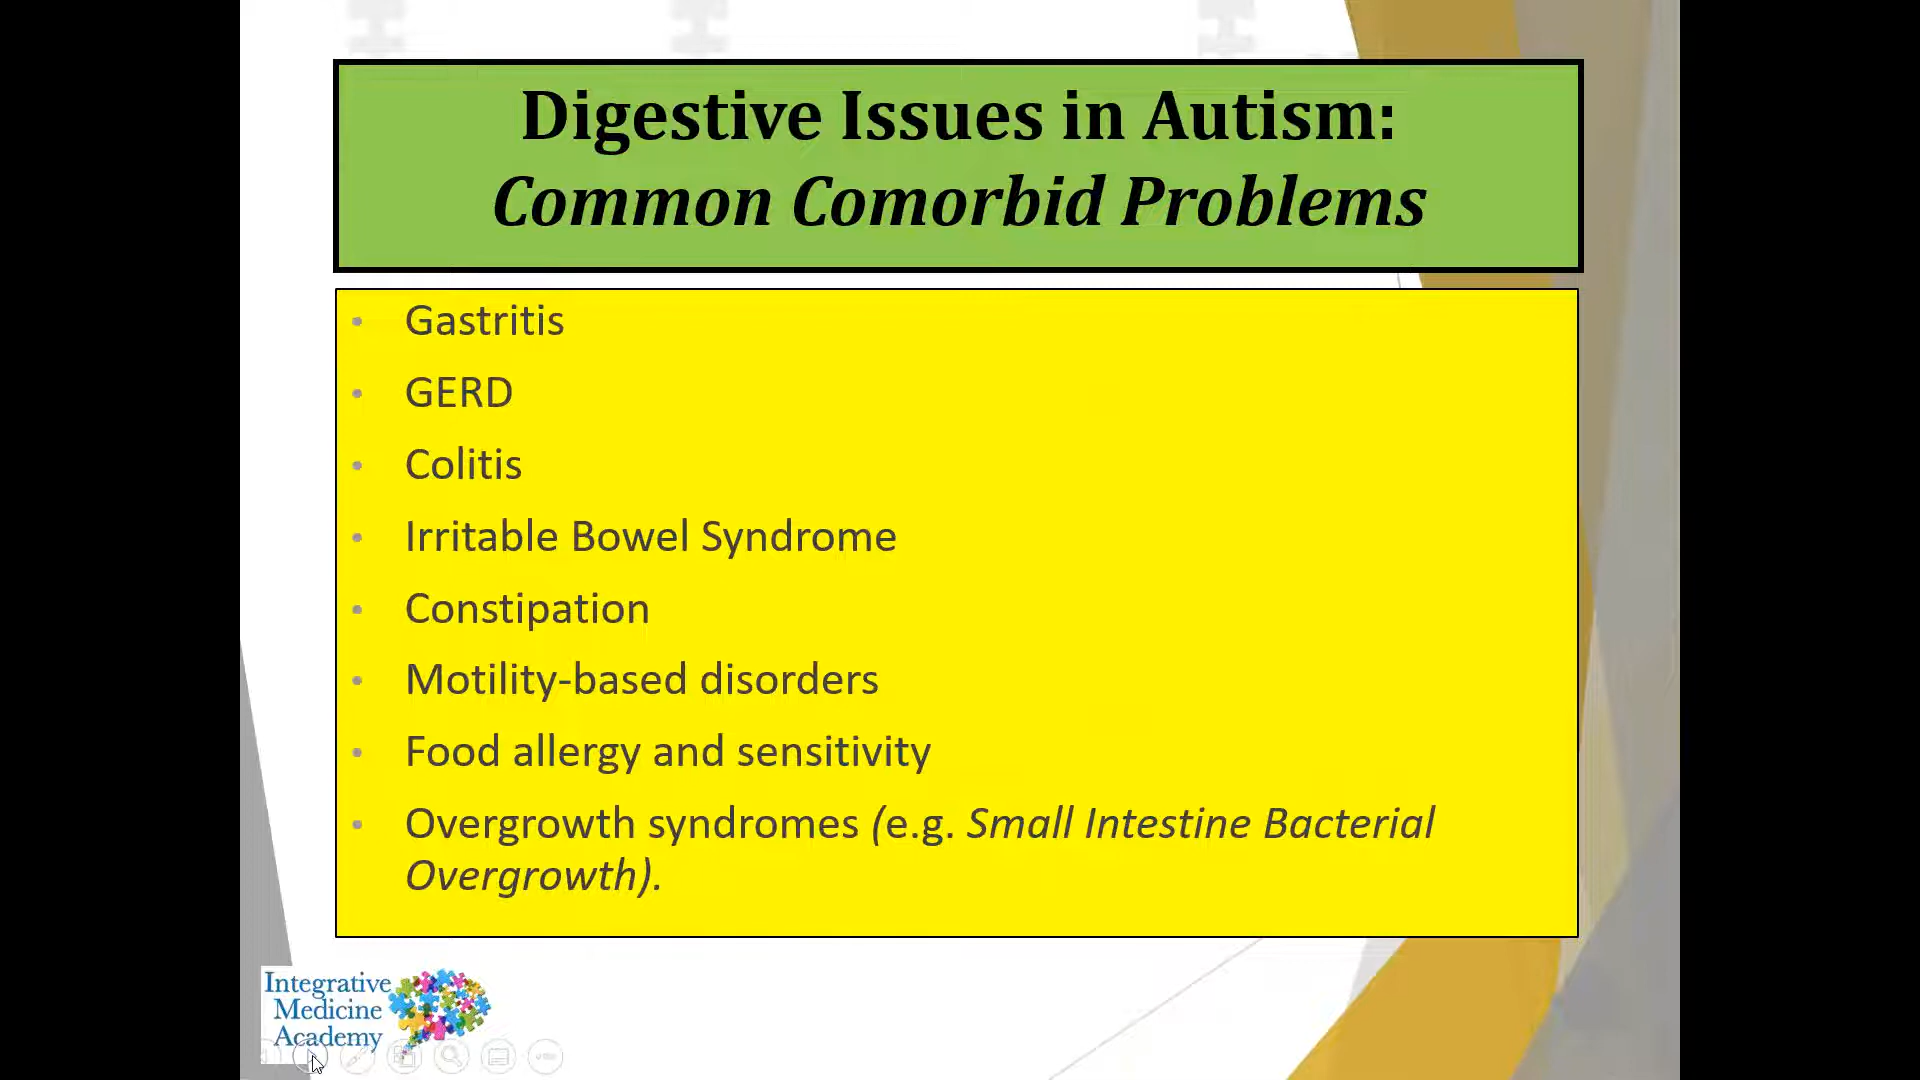 Digestive Issues in Autism:
Common Comorbid Problems
• Gastritis
• GERD
• Colitis
• Irritable Bowel Syndrome
• Constipation
• Motility-based disorders
• Food allergy and sensitivity
• Overgrowth syndromes (e.g. Small Intestine Bacterial
Overgrowth).
Integrative
Medicine
Academy